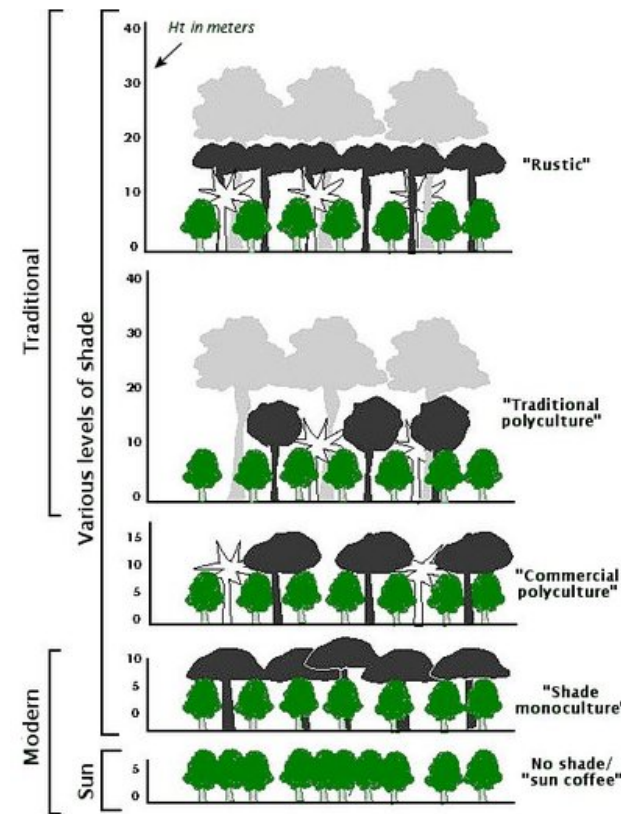 Ht in meters
40
30
20
10
0
"Rustic"
40
30
20
10
0
"Traditional
polyculture"
15
10
5
0
"Commercial
polyculture"
10
5
0
"Shade
monoculture"
5
0
No shade/
"sun coffee"
Traditional
Various levels of shade
Modern
Sun